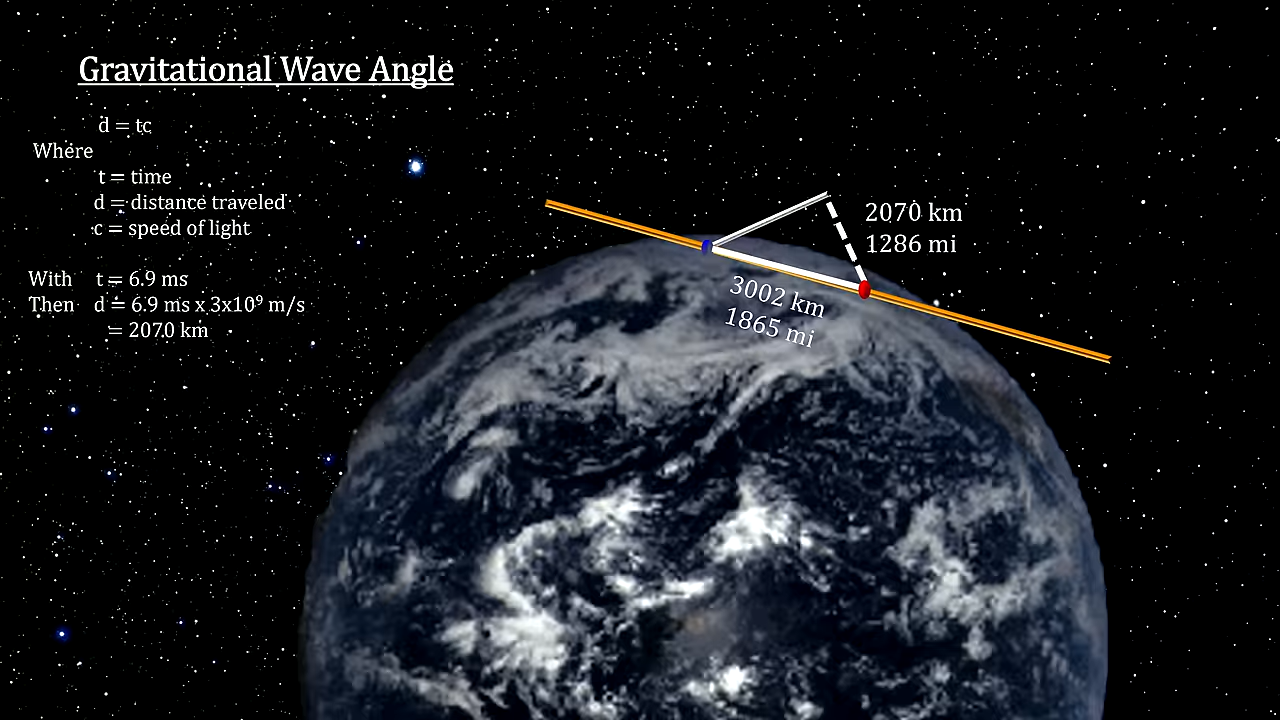 Gravitational Wave Angle
d = tc
Where
t = time
d = distance traveled
c = speed of light
With t = 6.9 ms
Then d = 6.9 ms x 3x10⁹ m/s
= 2070 km
2070 km
1286 mi
3002 km
1865 mi